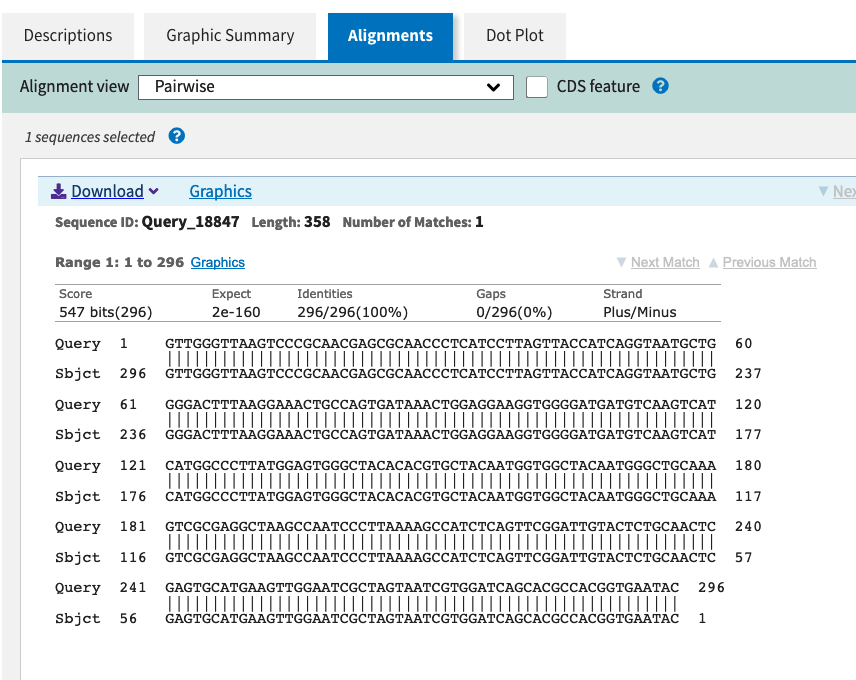 Descriptions Graphic Summary Alignments Dot Plot
Alignment view Pairwise CDS feature ?
1 sequences selected ?
Download Graphics ▼ Nex
Sequence ID: Query_18847 Length: 358 Number of Matches: 1
Range 1: 1 to 296 Graphics ▼ Next Match ▲ Previous Match
Score Expect Identities Gaps Strand
547 bits(296) 2e-160 296/296(100%) 0/296(0%) Plus/Minus
Query 1 GTTGGGTTAAGTCCCGCAACGAGCGCAACCCTCATCCTTAGTTACCATCAGGTAATGCTG 60
Sbjct 296 GTTGGGTTAAGTCCCGCAACGAGCGCAACCCTCATCCTTAGTTACCATCAGGTAATGCTG 237
Query 61 GGGACTTTAAGGAAACTGCCAGTGATAAACTGGAGGAAGGTGGGGATGATGTCAAGTCAT 120
Sbjct 236 GGGACTTTAAGGAAACTGCCAGTGATAAACTGGAGGAAGGTGGGGATGATGTCAAGTCAT 177
Query 121 CATGGCCCTTATGGAGTGGGCTACACACGTGCTACAATGGTGGCTACAATGGGCTGCAAA 180
Sbjct 176 CATGGCCCTTATGGAGTGGGCTACACACGTGCTACAATGGTGGCTACAATGGGCTGCAAA 117
Query 181 GTCGCGAGGCTAAGCCAATCCCTTAAAAGCCATCTCAGTTCGGATTGTACTCTGCAACTC 240
Sbjct 116 GTCGCGAGGCTAAGCCAATCCCTTAAAAGCCATCTCAGTTCGGATTGTACTCTGCAACTC 57
Query 241 GAGTGCATGAAGTTGGAATCGCTAGTAATCGTGGATCAGCACGCCACGGTGAATAC 296
Sbjct 56 GAGTGCATGAAGTTGGAATCGCTAGTAATCGTGGATCAGCACGCCACGGTGAATAC 1